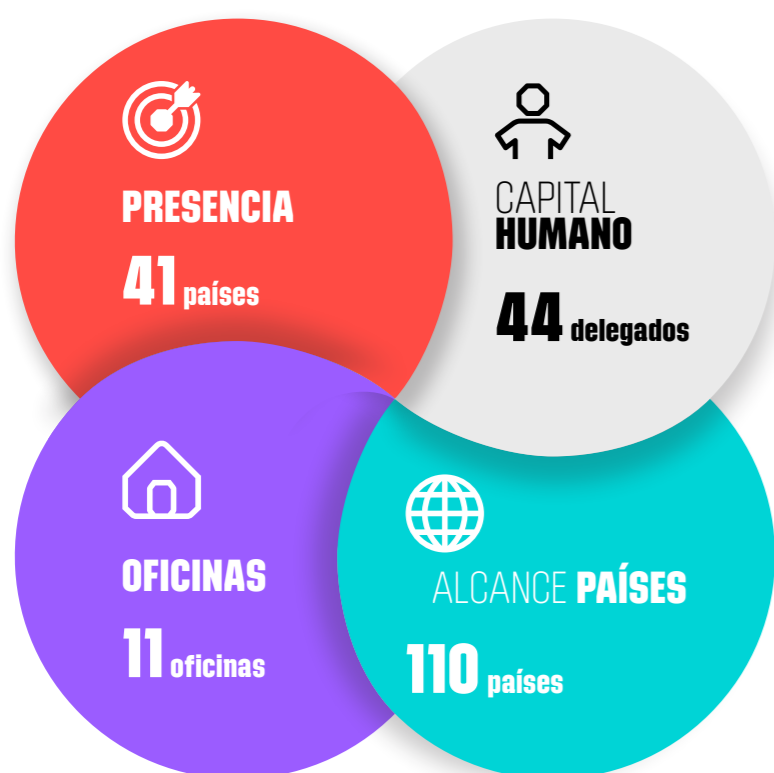 PRESENCIA
41 países
CAPITAL
HUMANO
44 delegados
OFICINAS
11 oficinas
ALCANCE PAÍSES
110 países